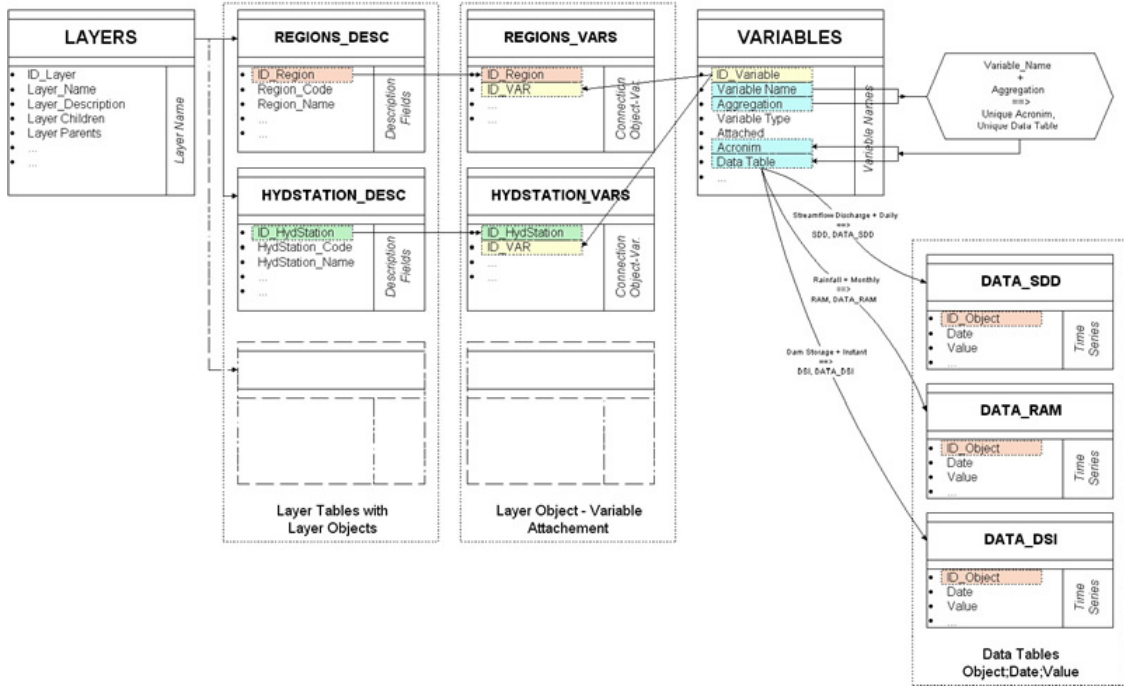 LAYERS
ID_Layer
Layer_Name
Layer_Description
Layer Children
Layer Parents
...
...
Layer Name
REGIONS_DESC
ID_Region
Region_Code
Region_Name
...
...
Description
Fields
HYDSTATION_DESC
ID_HydStation
HydStation_Code
HydStation_Name
...
...
Description
Fields
Layer Tables with
Layer Objects
REGIONS_VARS
ID_Region
ID_VAR
...
...
Connection
Object-Var.
HYDSTATION_VARS
ID_HydStation
ID_VAR
...
...
Connection
Object-Var.
Layer Object - Variable
Attachement
VARIABLES
ID_Variable
Variable Name
Aggregation
Variable Type
Attached
Acronim
Data Table
...
Variable Names
Variable_Name
+
Aggregation
==>
Unique Acronim,
Unique Data Table
Streamflow Discharge + Daily
==>
SDD, DATA_SDD
Rainfall + Monthly
==>
RAM, DATA_RAM
Dam Storage + Instant
==>
DSI, DATA_DSI
DATA_SDD
ID_Object
Date
Value
...
Time
Series
DATA_RAM
ID_Object
Date
Value
...
Time
Series
DATA_DSI
ID_Object
Date
Value
...
Time
Series
Data Tables
Object;Date;Value